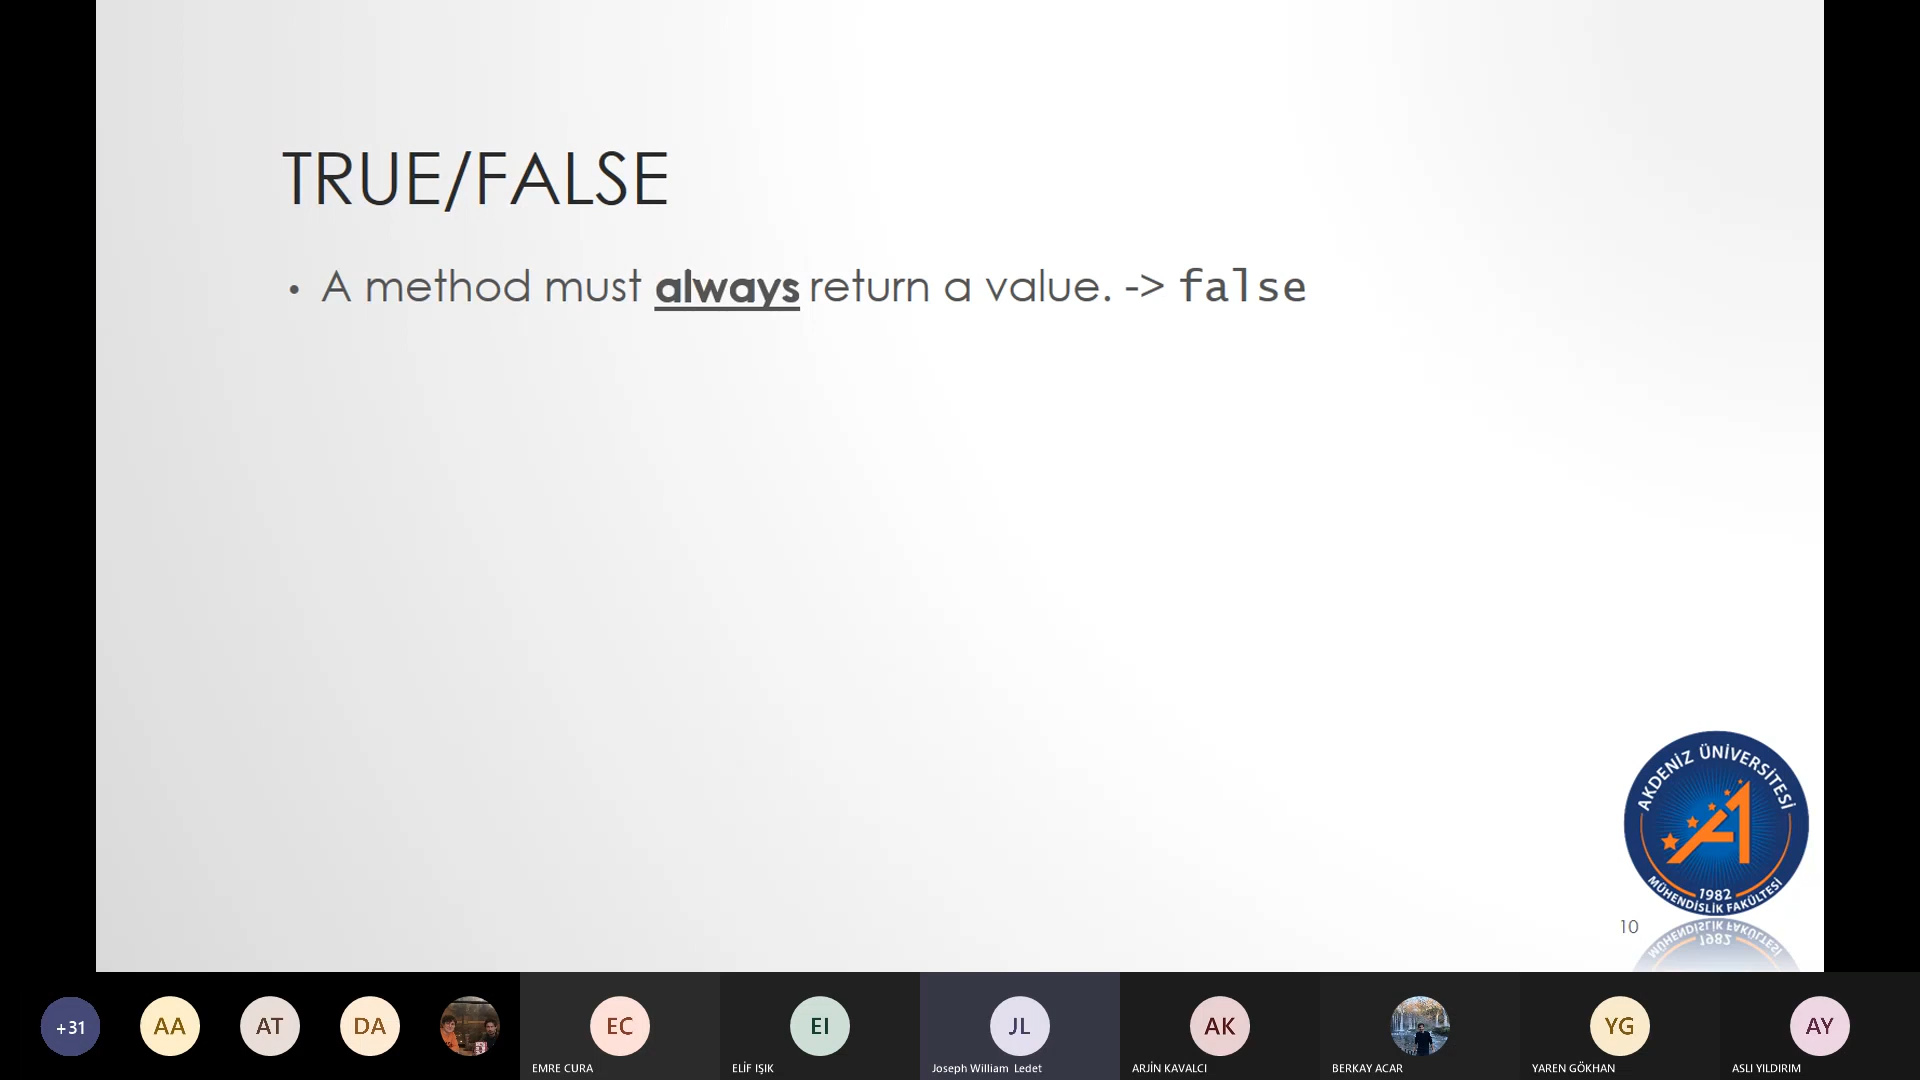 TRUE/FALSE
• A method must always return a value. -> false
AKDENİZ ÜNİVERSİTESİ
1982
MÜHENDİSLİK FAKÜLTESİ
10
+31
AA
AT
DA
EC
EI
JL
AK
YG
AY
EMRE CURA
ELİF IŞIK
Joseph William Ledet
ARJİN KAVALCI
BERKAY ACAR
YAREN GÖKHAN
ASLI YILDIRIM